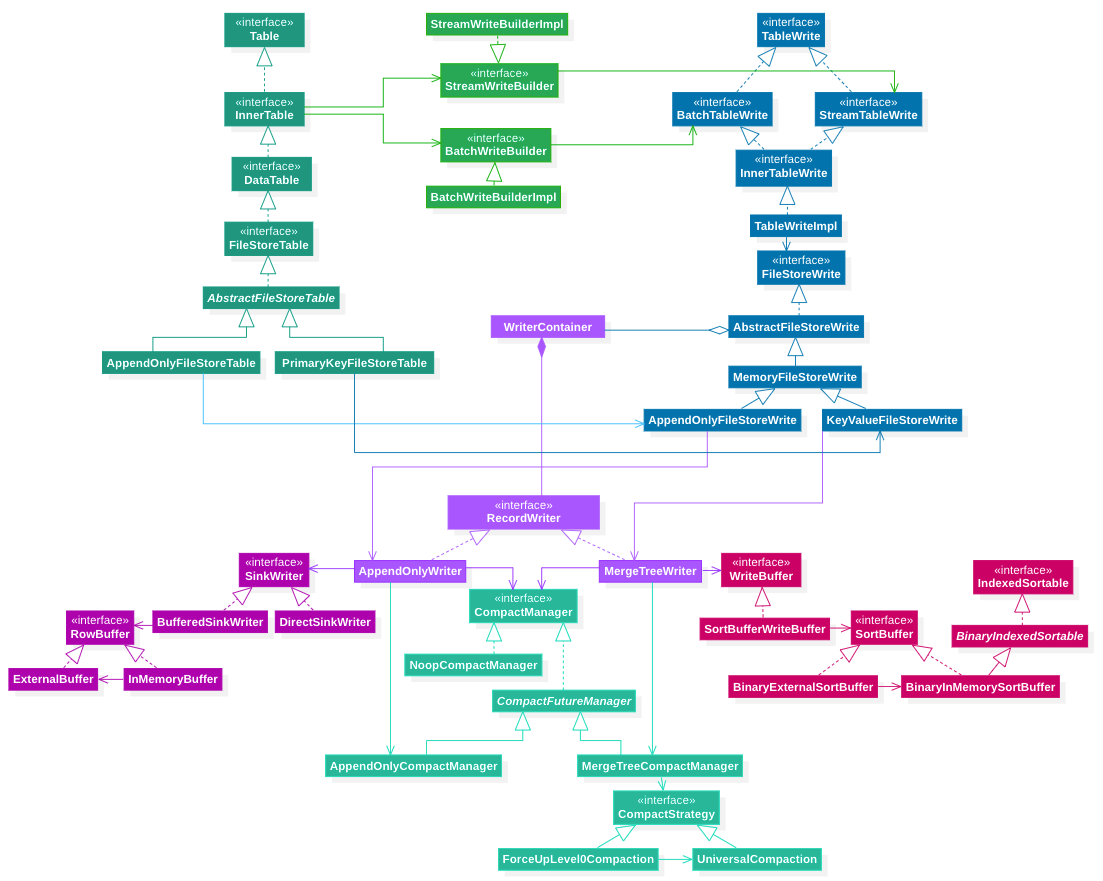 «interface»
Table
StreamWriteBuilderImpl
«interface»
TableWrite
«interface»
StreamWriteBuilder
«interface»
InnerTable
«interface»
BatchTableWrite
«interface»
StreamTableWrite
«interface»
BatchWriteBuilder
«interface»
DataTable
«interface»
InnerTableWrite
BatchWriteBuilderImpl
TableWriteImpl
«interface»
FileStoreTable
«interface»
FileStoreWrite
AbstractFileStoreTable
WriterContainer
AbstractFileStoreWrite
AppendOnlyFileStoreTable
PrimaryKeyFileStoreTable
MemoryFileStoreWrite
AppendOnlyFileStoreWrite
KeyValueFileStoreWrite
«interface»
RecordWriter
«interface»
SinkWriter
AppendOnlyWriter
MergeTreeWriter
«interface»
WriteBuffer
«interface»
IndexedSortable
«interface»
CompactManager
«interface»
RowBuffer
BufferedSinkWriter
DirectSinkWriter
SortBufferWriteBuffer
«interface»
SortBuffer
BinaryIndexedSortable
NoopCompactManager
ExternalBuffer
InMemoryBuffer
BinaryExternalSortBuffer
BinaryInMemorySortBuffer
CompactFutureManager
AppendOnlyCompactManager
MergeTreeCompactManager
«interface»
CompactStrategy
ForceUpLevel0Compaction
UniversalCompaction